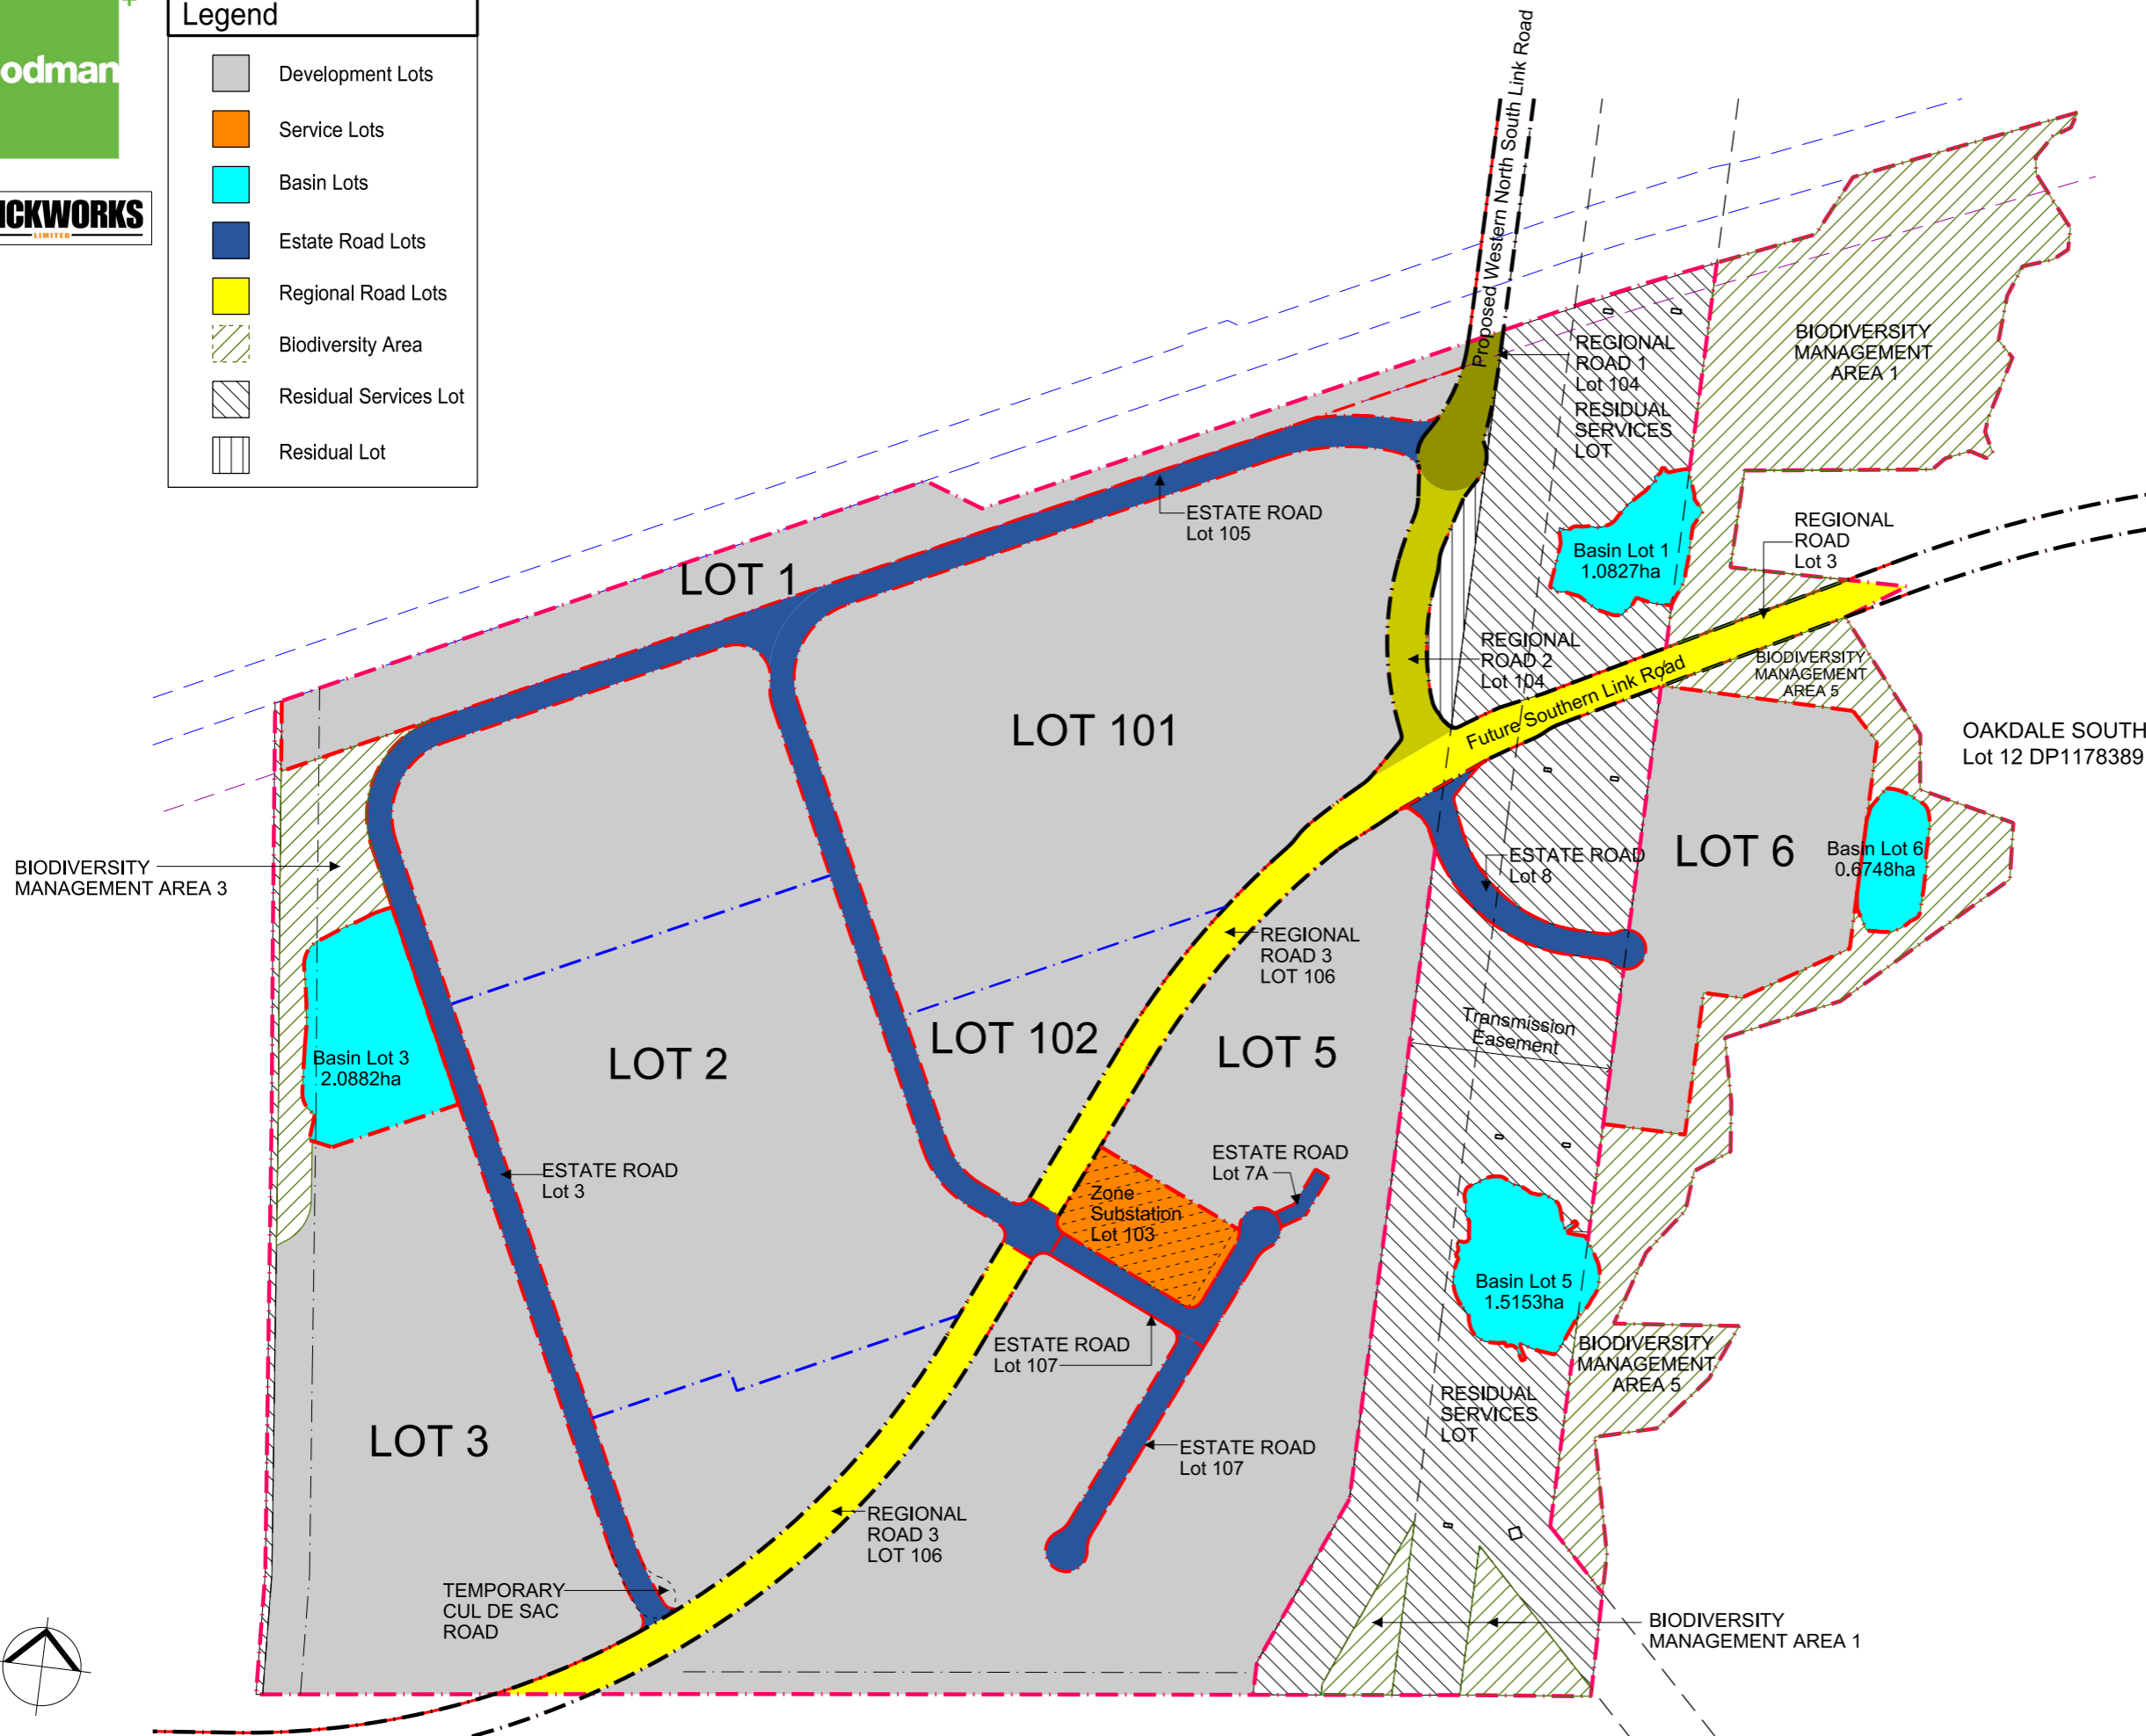 Legend
odman
Development Lots
Service Lots
Basin Lots
ICKWORKS
LIMITED
Estate Road Lots
Regional Road Lots
Biodiversity Area
Residual Services Lot
Residual Lot
Proposed Western North South Link Road
REGIONAL
ROAD 1
Lot 104
RESIDUAL
SERVICES
LOT
BIODIVERSITY
MANAGEMENT
AREA 1
ESTATE ROAD
Lot 105
REGIONAL
ROAD
Lot 3
Basin Lot 1
1.0827ha
LOT 1
REGIONAL
ROAD 2
Lot 104
BIODIVERSITY
MANAGEMENT
AREA 5
Future Southern Link Road
LOT 101
OAKDALE SOUTH
Lot 12 DP1178389
BIODIVERSITY
MANAGEMENT AREA 3
ESTATE ROAD
Lot 8
LOT 6
Basin Lot 6
0.6748ha
REGIONAL
ROAD 3
LOT 106
Transmission
Easement
LOT 102
LOT 5
LOT 2
Basin Lot 3
2.0882ha
ESTATE ROAD
Lot 3
ESTATE ROAD
Lot 7A
Zone
Substation
Lot 103
Basin Lot 5
1.5153ha
ESTATE ROAD
Lot 107
BIODIVERSITY
MANAGEMENT
AREA 5
RESIDUAL
SERVICES
LOT
LOT 3
ESTATE ROAD
Lot 107
REGIONAL
ROAD 3
LOT 106
TEMPORARY
CUL DE SAC
ROAD
BIODIVERSITY
MANAGEMENT AREA 1